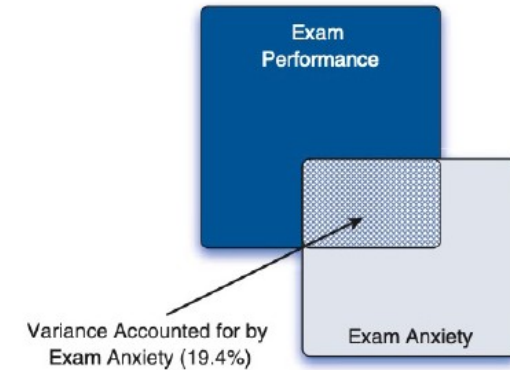 Exam
Performance
Variance Accounted for by
Exam Anxiety (19.4%)
Exam Anxiety